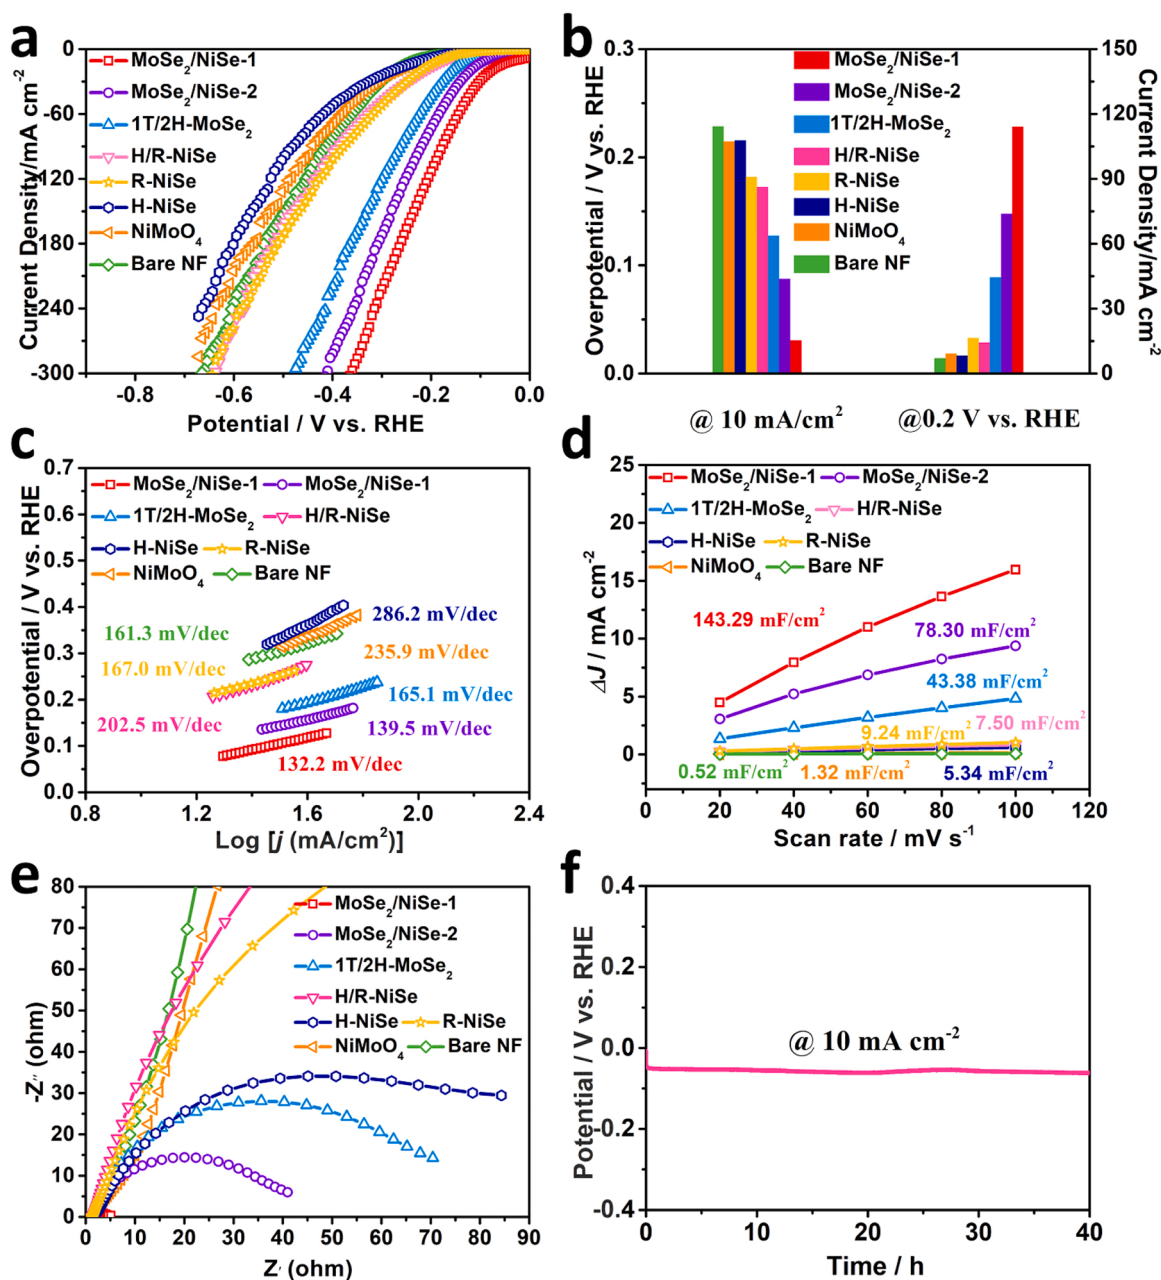 a
0
-60
-120
-180
-240
-300
Current Density/mA cm-2
MoSe2/NiSe-1
MoSe2/NiSe-2
1T/2H-MoSe2
H/R-NiSe
R-NiSe
H-NiSe
NiMoO4
Bare NF
-0.8 -0.6 -0.4 -0.2 0.0
Potential / V vs. RHE
b
0.3
0.2
0.1
0.0
Overpotential / V vs. RHE
MoSe2/NiSe-1
MoSe2/NiSe-2
1T/2H-MoSe2
H/R-NiSe
R-NiSe
H-NiSe
NiMoO4
Bare NF
150
120
90
60
30
0
Current Density/mA cm-2
@ 10 mA/cm2 @0.2 V vs. RHE
c
0.7
0.6
0.5
0.4
0.3
0.2
0.1
0.0
Overpotential / V vs. RHE
MoSe2/NiSe-1 MoSe2/NiSe-1
1T/2H-MoSe2 H/R-NiSe
H-NiSe R-NiSe
NiMoO4 Bare NF
286.2 mV/dec
161.3 mV/dec
235.9 mV/dec
167.0 mV/dec
165.1 mV/dec
202.5 mV/dec
139.5 mV/dec
132.2 mV/dec
0.8 1.2 1.6 2.0 2.4
Log [j (mA/cm2)]
d
25
20
15
10
5
0
ΔJ / mA cm-2
MoSe2/NiSe-1 MoSe2/NiSe-2
1T/2H-MoSe2 H/R-NiSe
H-NiSe R-NiSe
NiMoO4 Bare NF
143.29 mF/cm2
78.30 mF/cm2
43.38 mF/cm2
7.50 mF/cm2
9.24 mF/cm2
0.52 mF/cm2 1.32 mF/cm2 5.34 mF/cm2
0 20 40 60 80 100 120
Scan rate / mV s-1
e
80
70
60
50
40
30
20
10
0
-Z'' (ohm)
MoSe2/NiSe-1
MoSe2/NiSe-2
1T/2H-MoSe2
H/R-NiSe
H-NiSe R-NiSe
NiMoO4 Bare NF
0 10 20 30 40 50 60 70 80 90
Z' (ohm)
f
0.4
0.2
0.0
-0.2
-0.4
Potential / V vs. RHE
@ 10 mA cm-2
0 10 20 30 40
Time / h